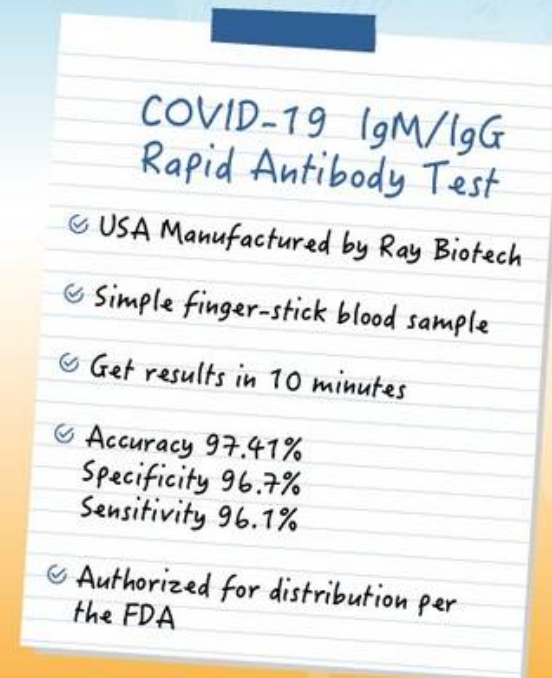 COVID-19 IgM/IgG
Rapid Antibody Test
USA Manufactured by Ray Biotech
Simple finger-stick blood sample
Get results in 10 minutes
Accuracy 97.41%
Specificity 96.7%
Sensitivity 96.1%
Authorized for distribution per
the FDA